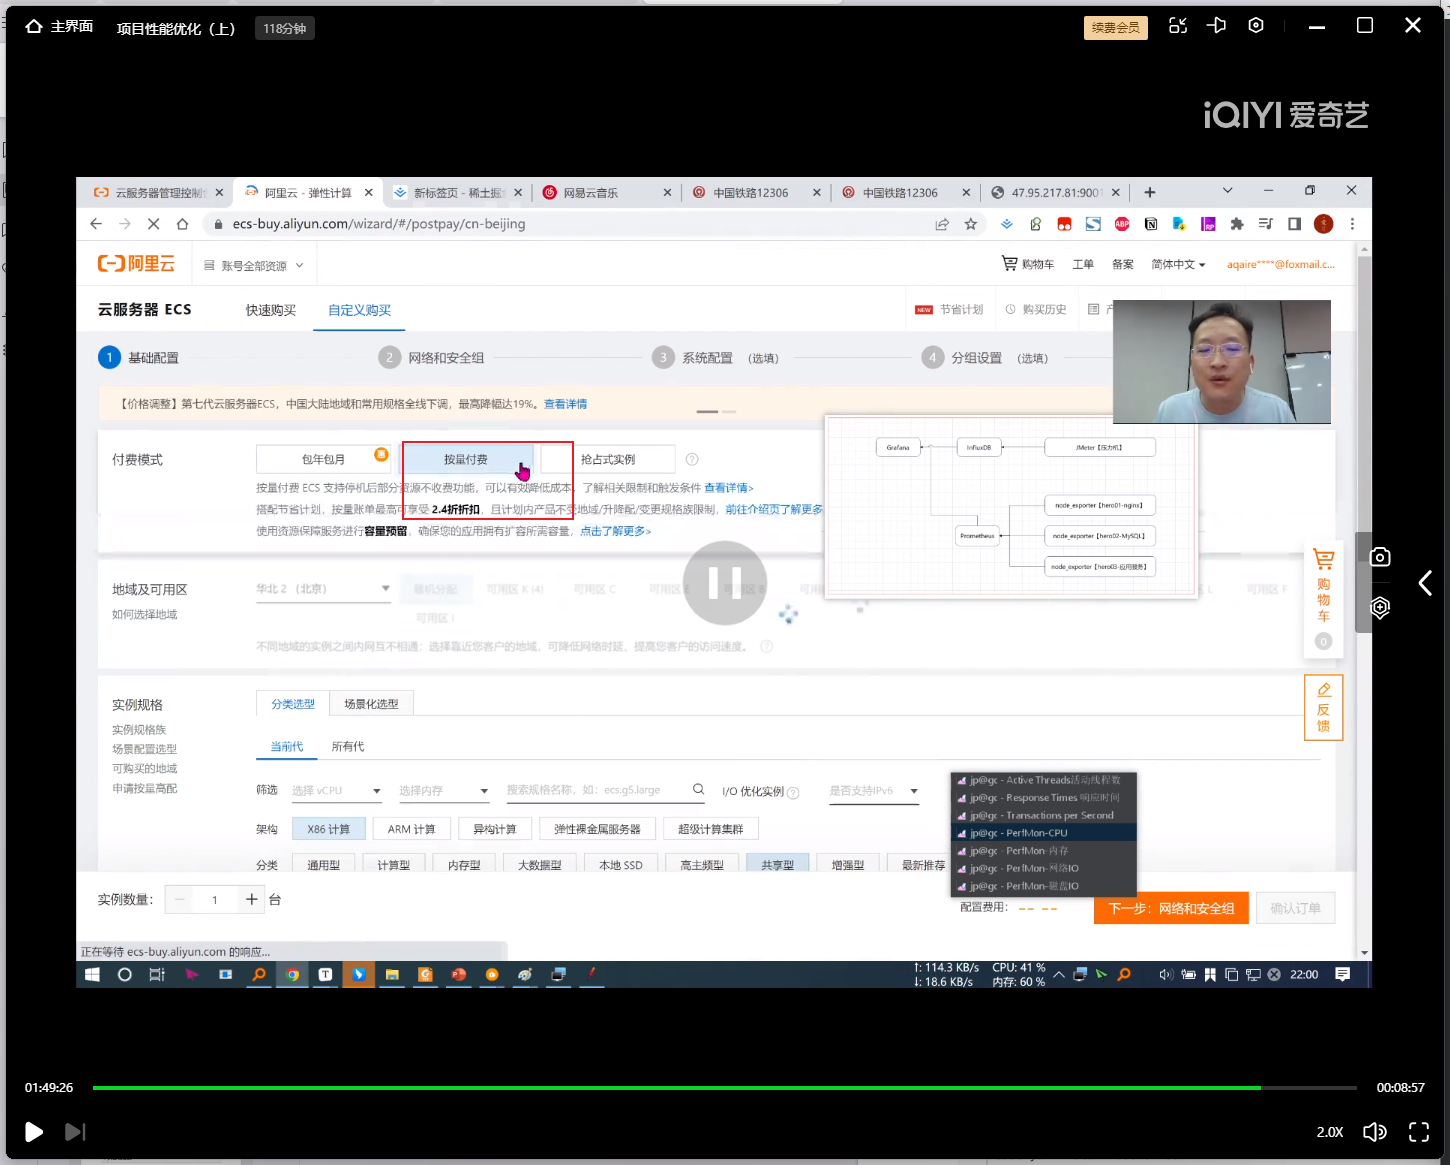 主界面
项目性能优化（上）
118分钟
续费会员
iQIYI 爱奇艺
云服务器管理控制
阿里云 - 弹性计算
新标签页 - 稀土掘
网易云音乐
中国铁路12306
中国铁路12306
47.95.217.81:9001
ecs-buy.aliyun.com/wizard/#/postpay/cn-beijing
阿里云
账号全部资源
购物车
工单
备案
简体中文
aqaire****@foxmail.c...
云服务器 ECS
快速购买
自定义购买
NEW 节省计划
购买历史
产
1 基础配置
2 网络和安全组
3 系统配置 （选填）
4 分组设置 （选填）
【价格调整】第七代云服务器ECS，中国大陆地域和常用规格全线下调，最高降幅达19%。查看详情
付费模式
包年包月
惠
按量付费
抢占式实例
按量付费 ECS 支持停机后部分资源不收费功能，可以有效降低成本，了解相关限制和触发条件 查看详情>
搭配节省计划，按量账单最高可享受 2.4折折扣，且计划内产品不受地域/升降配/变更规格族限制，前往介绍页了解更多
使用资源保障服务进行容量预留，确保您的应用拥有扩容所需容量，点击了解更多>
Grafana
InfluxDB
JMeter【压力机】
node_exporter【hero01-nginx】
Prometheus
node_exporter【hero02-MySQL】
node_exporter【hero03-应用服务】
地域及可用区
如何选择地域
华北 2 （北京）
随机分配
可用区 K (4)
可用区 C
可用区 F
可用区 I
不同地域的实例之间内网互不相通；选择靠近您客户的地域，可降低网络时延，提高您客户的访问速度。
购物车
0
反馈
实例规格
实例规格族
场景配置选型
可购买的地域
申请按量高配
分类选型
场景化选型
当前代
所有代
筛选
选择 vCPU
选择内存
搜索规格名称，如：ecs.g5.large
I/O 优化实例
是否支持IPv6
架构
X86 计算
ARM 计算
异构计算
弹性裸金属服务器
超级计算集群
分类
通用型
计算型
内存型
大数据型
本地 SSD
高主频型
共享型
增强型
最新推荐
jp@gc - Active Threads活动线程数
jp@gc - Response Times 响应时间
jp@gc - Transactions per Second
jp@gc - PerfMon-CPU
jp@gc - PerfMon-内存
jp@gc - PerfMon-网络IO
jp@gc - PerfMon-磁盘IO
实例数量：
1
台
配置费用：
下一步：网络和安全组
确认订单
正在等待 ecs-buy.aliyun.com 的响应...
↑: 114.3 KB/s
↓: 18.6 KB/s
CPU: 41 %
内存: 60 %
22:00
01:49:26
00:08:57
2.0X